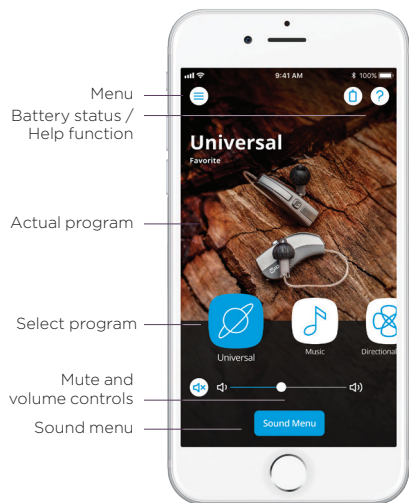 9:41 AM
100%
Menu
Battery status /
Help function
?
Universal
Favorite
Actual program
Select program
Universal
Music
Directional
Mute and
volume controls
Sound menu
Sound Menu